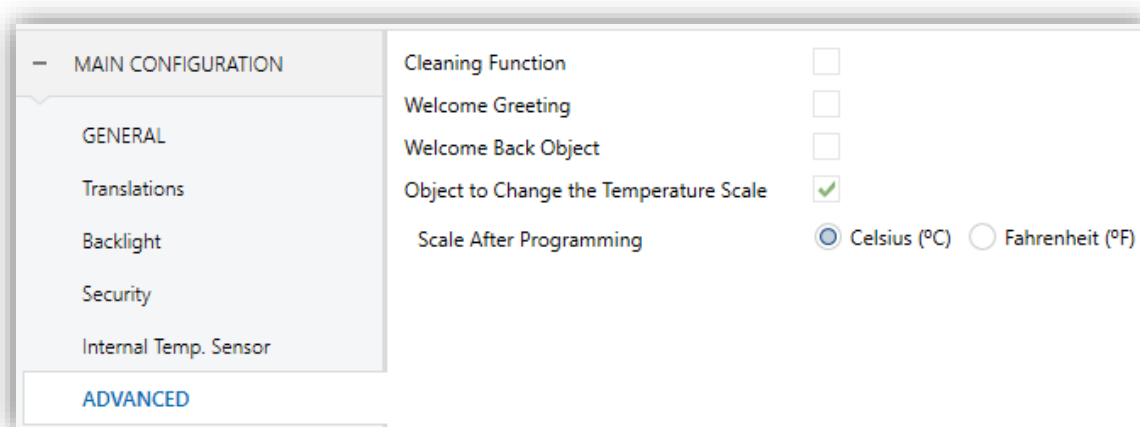 MAIN CONFIGURATION
GENERAL
Translations
Backlight
Security
Internal Temp. Sensor
ADVANCED
Cleaning Function
Welcome Greeting
Welcome Back Object
Object to Change the Temperature Scale
Scale After Programming Celsius (ºC) Fahrenheit (ºF)